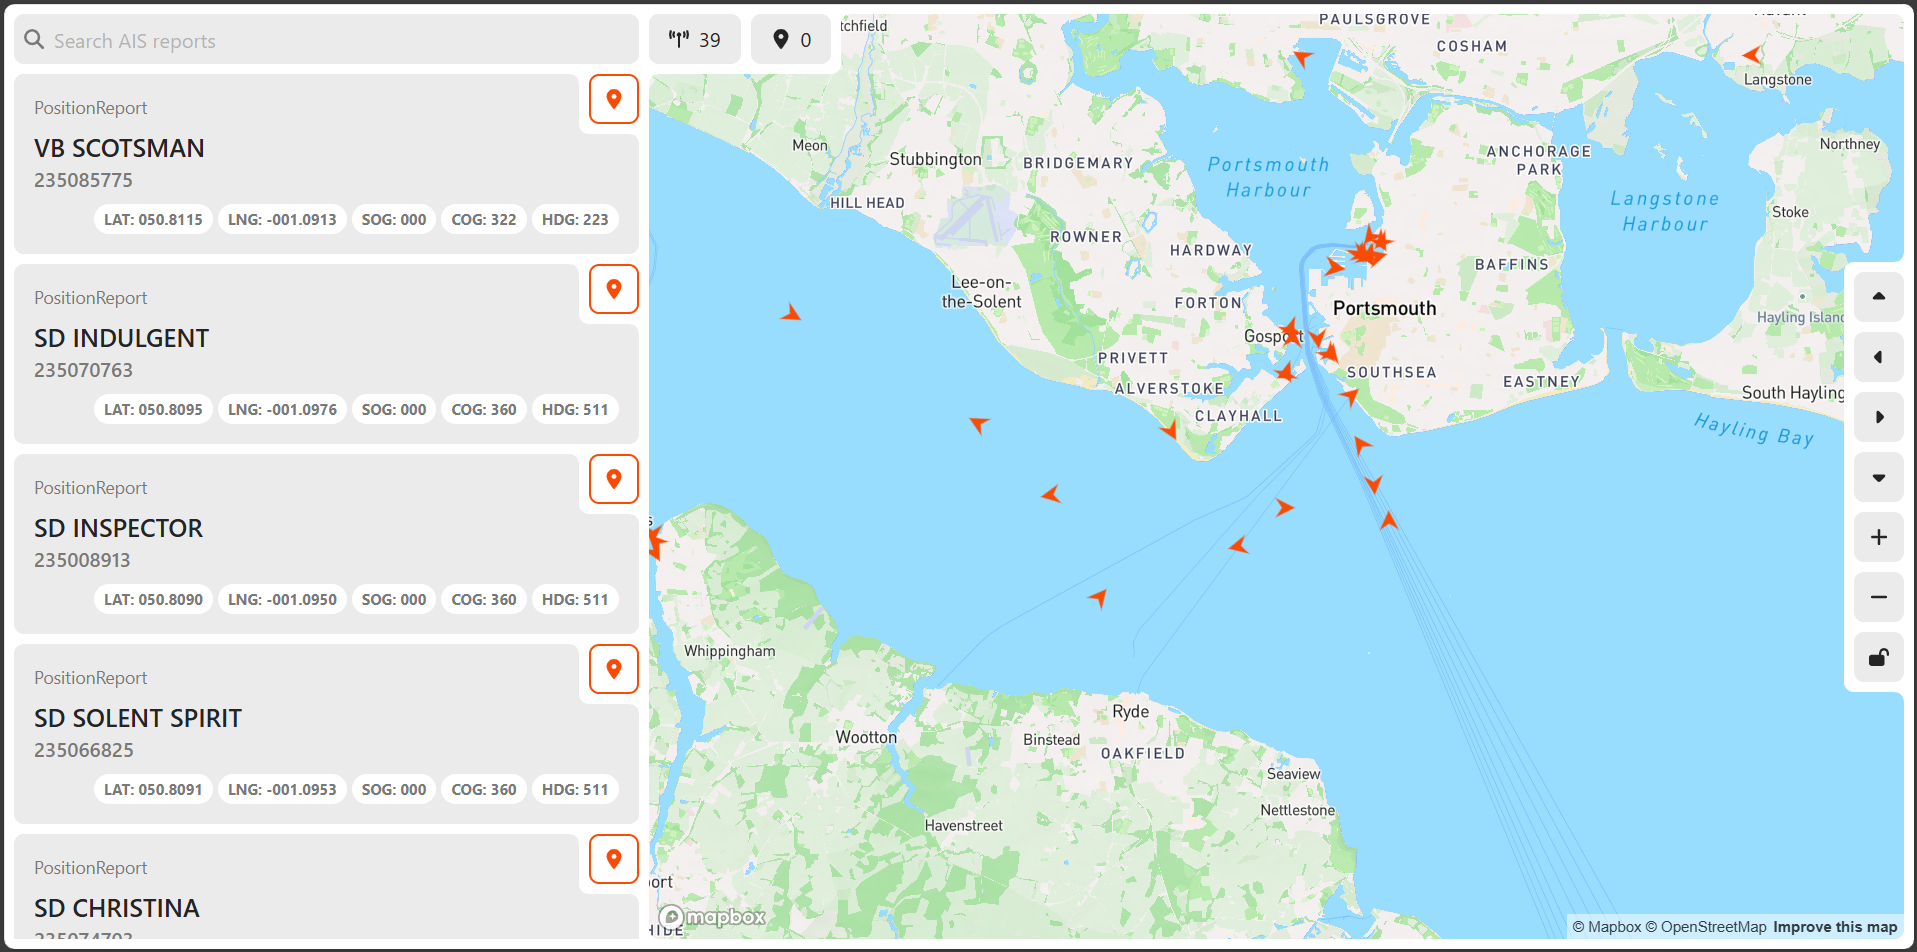 Search AIS reports
39
0
PositionReport
VB SCOTSMAN
235085775
LAT: 050.8115 LNG: -001.0913 SOG: 000 COG: 322 HDG: 223
PositionReport
SD INDULGENT
235070763
LAT: 050.8095 LNG: -001.0976 SOG: 000 COG: 360 HDG: 511
PositionReport
SD INSPECTOR
235008913
LAT: 050.8090 LNG: -001.0950 SOG: 000 COG: 360 HDG: 511
PositionReport
SD SOLENT SPIRIT
235066825
LAT: 050.8091 LNG: -001.0953 SOG: 000 COG: 360 HDG: 511
PositionReport
SD CHRISTINA
tchfield
PAULSGROVE
COSHAM
Langstone
Meon
Stubbington
BRIDGEMARY
Portsmouth
Harbour
ANCHORAGE
PARK
Northney
HILL HEAD
Langstone
Harbour
Stoke
ROWNER
HARDWAY
BAFFINS
Lee-on-
the-Solent
FORTON
Portsmouth
Hayling Island
Gosport
PRIVETT
SOUTHSEA
EASTNEY
ALVERSTOKE
South Hayling
CLAYHALL
Hayling Bay
s
Whippingham
Ryde
Wootton
Binstead
OAKFIELD
Seaview
Nettlestone
Havenstreet
ort
mapbox
HIDE
© Mapbox © OpenStreetMap Improve this map